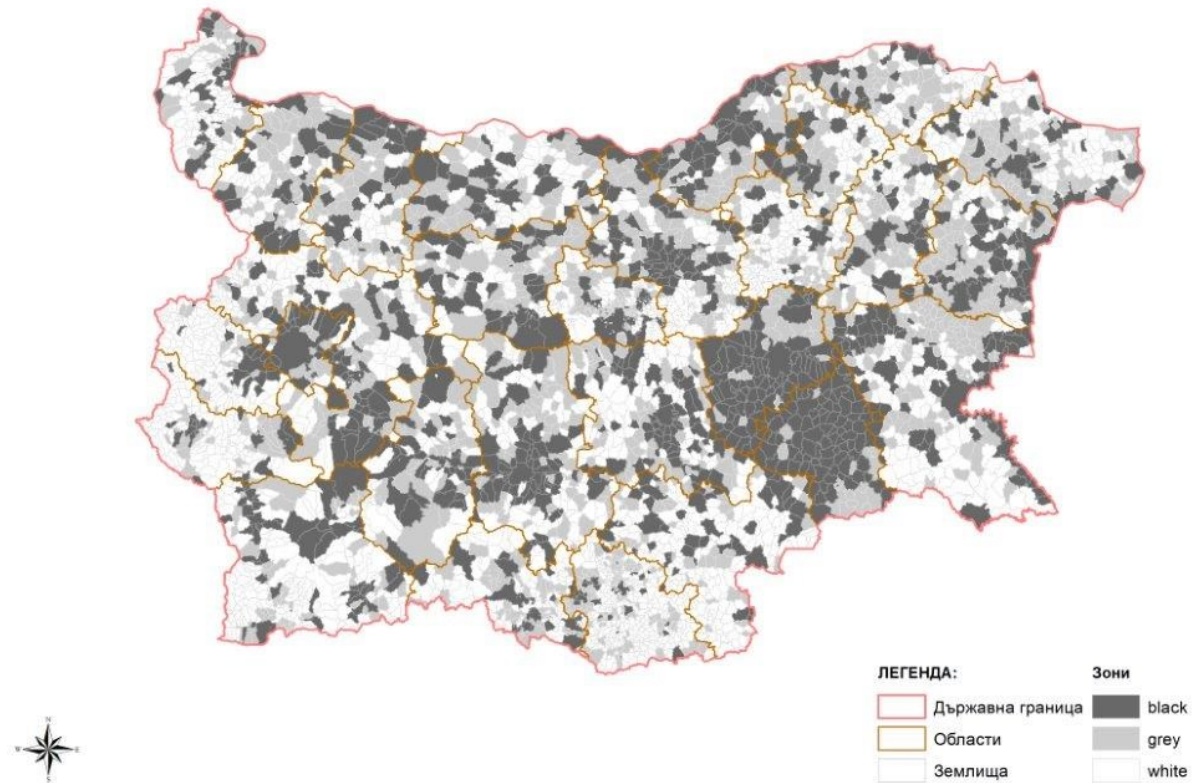 ЛЕГЕНДА:
Държавна граница
Области
Землища
Зони
black
grey
white
N
W E
S